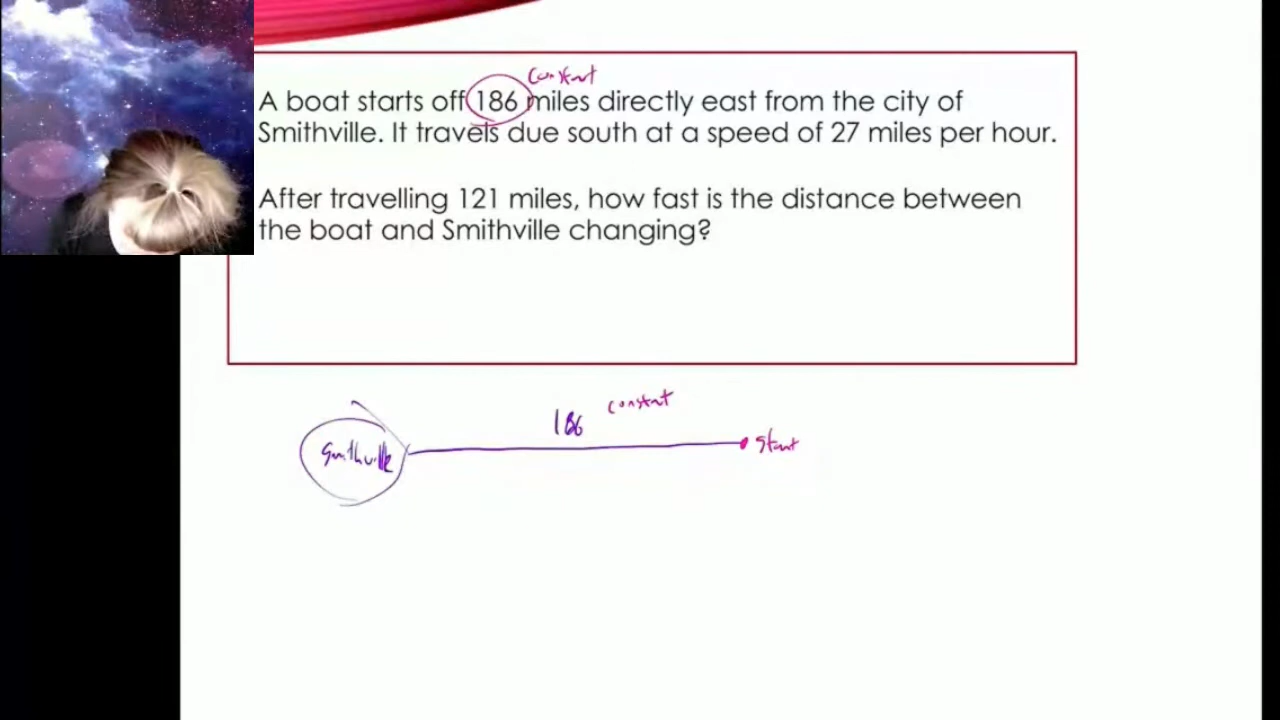 constant
A boat starts off 186 miles directly east from the city of
Smithville. It travels due south at a speed of 27 miles per hour.
After travelling 121 miles, how fast is the distance between
the boat and Smithville changing?
186 constant
Smithville
Start